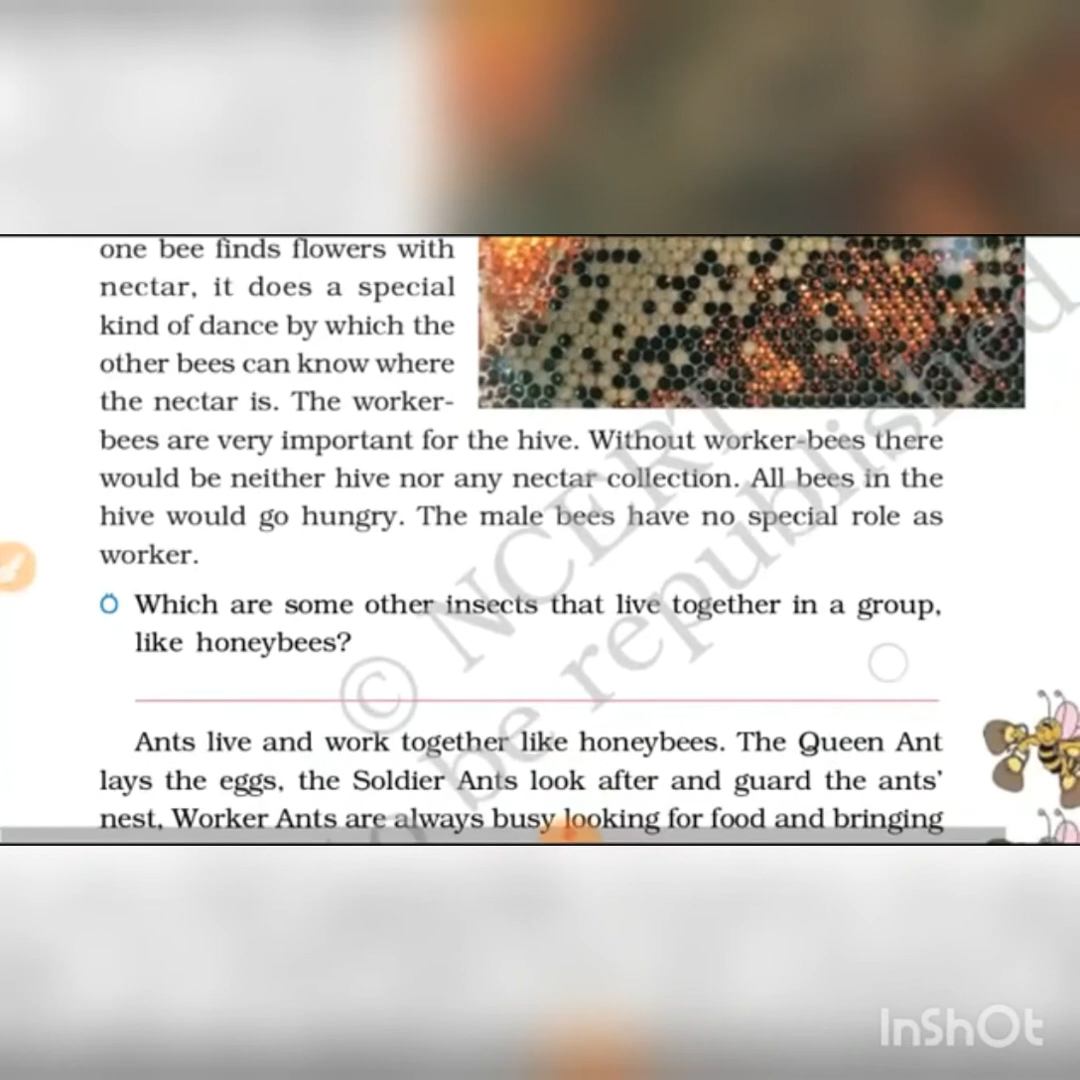 one bee finds flowers with
nectar, it does a special
kind of dance by which the
other bees can know where
the nectar is. The worker-
bees are very important for the hive. Without worker-bees there
would be neither hive nor any nectar collection. All bees in the
hive would go hungry. The male bees have no special role as
worker.
Which are some other insects that live together in a group,
like honeybees?
Ants live and work together like honeybees. The Queen Ant
lays the eggs, the Soldier Ants look after and guard the ants'
nest, Worker Ants are always busy looking for food and bringing
© NCERT
be republished
InShOt